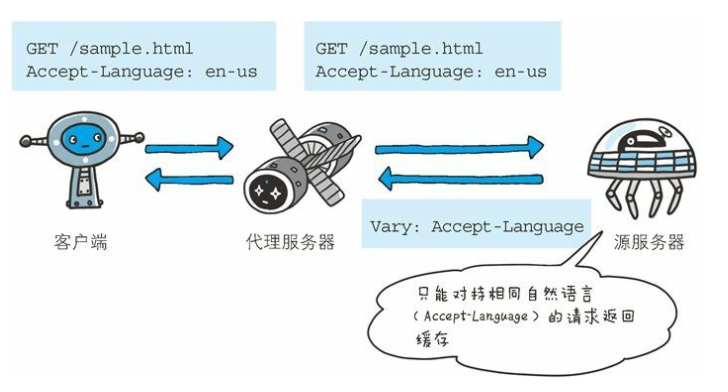 GET /sample.html
Accept-Language: en-us
GET /sample.html
Accept-Language: en-us
客户端
代理服务器
Vary: Accept-Language
源服务器
只能对持相同自然语言
(Accept-Language)的请求返回
缓存